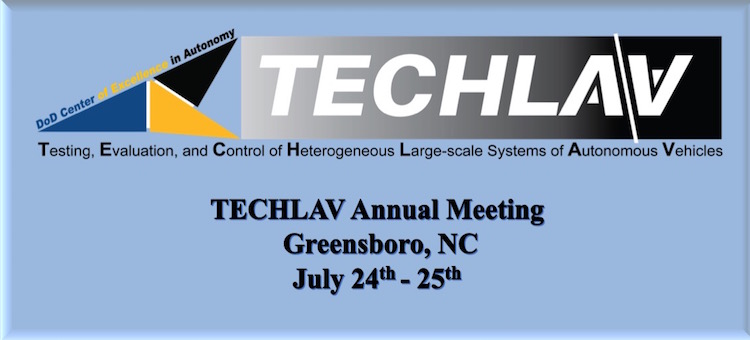 DoD Center of Excellence in Autonomy
TECHLAV
Testing, Evaluation, and Control of Heterogeneous Large-scale Systems of Autonomous Vehicles
TECHLAV Annual Meeting
Greensboro, NC
July 24th - 25th